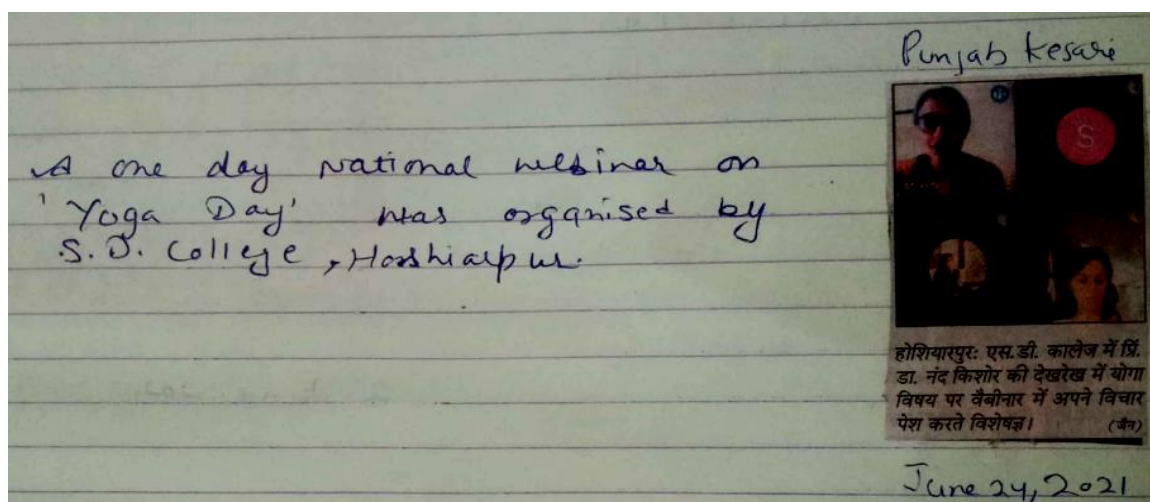 Punjab Kesari
A one day National webinar on
'Yoga Day' was organised by
S.D. College, Hoshiarpur.
S
होशियारपुरः एस.डी. कालेज में प्रिं.
डा. नंद किशोर की देखरेख में योगा
विषय पर वैबीनार में अपने विचार
पेश करते विशेषज्ञ। (जैन)
June 24, 2021